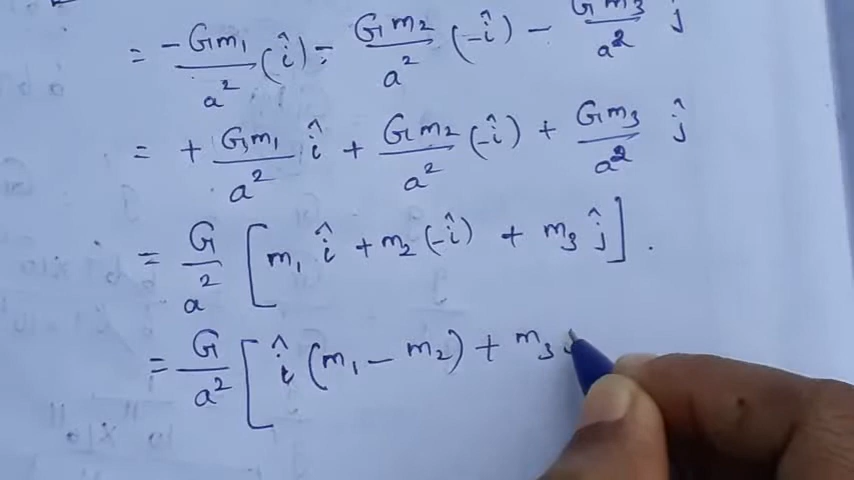 = -Gm₁/a² (î) - Gm₂/a² (-î) - Gm₃/a² ĵ
= + Gm₁/a² î + Gm₂/a² (-î) + Gm₃/a² ĵ
= G/a² [m₁ î + m₂(-î) + m₃ ĵ].
= G/a² [î (m₁ - m₂) + m₃